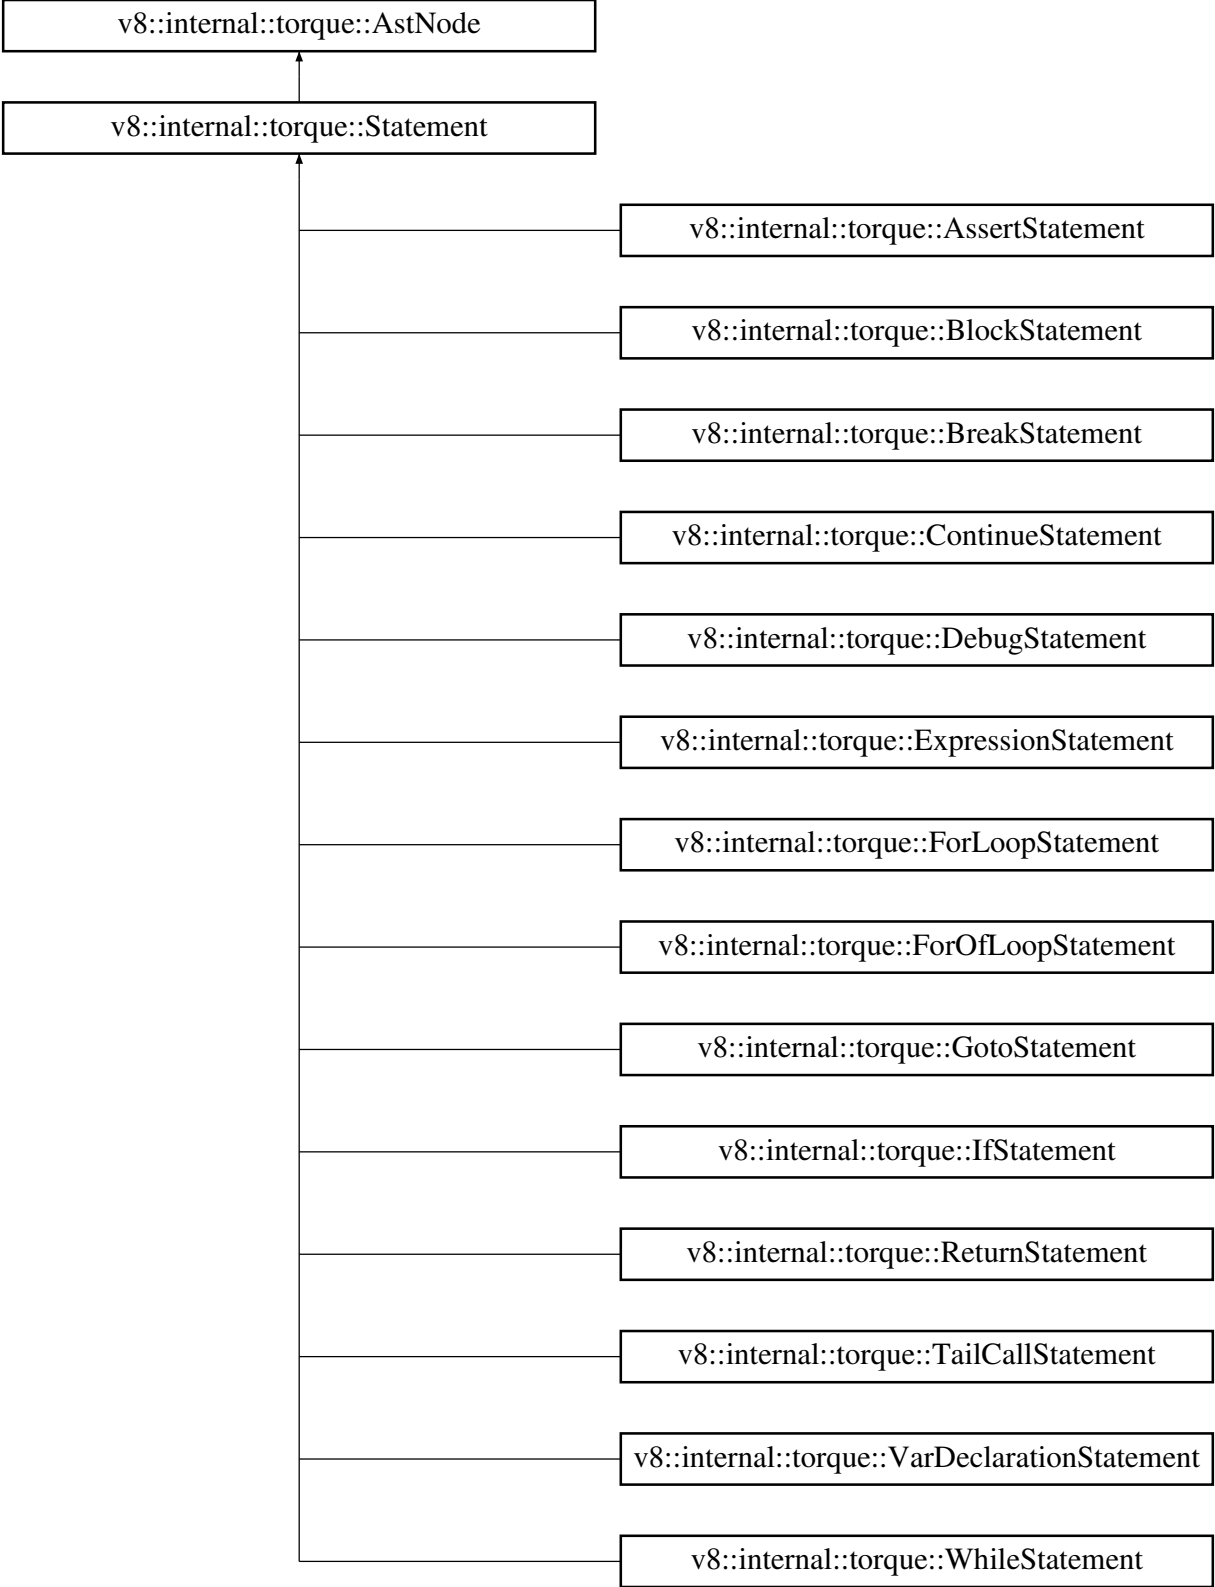 v8::internal::torque::AstNode
v8::internal::torque::Statement
v8::internal::torque::AssertStatement
v8::internal::torque::BlockStatement
v8::internal::torque::BreakStatement
v8::internal::torque::ContinueStatement
v8::internal::torque::DebugStatement
v8::internal::torque::ExpressionStatement
v8::internal::torque::ForLoopStatement
v8::internal::torque::ForOfLoopStatement
v8::internal::torque::GotoStatement
v8::internal::torque::IfStatement
v8::internal::torque::ReturnStatement
v8::internal::torque::TailCallStatement
v8::internal::torque::VarDeclarationStatement
v8::internal::torque::WhileStatement